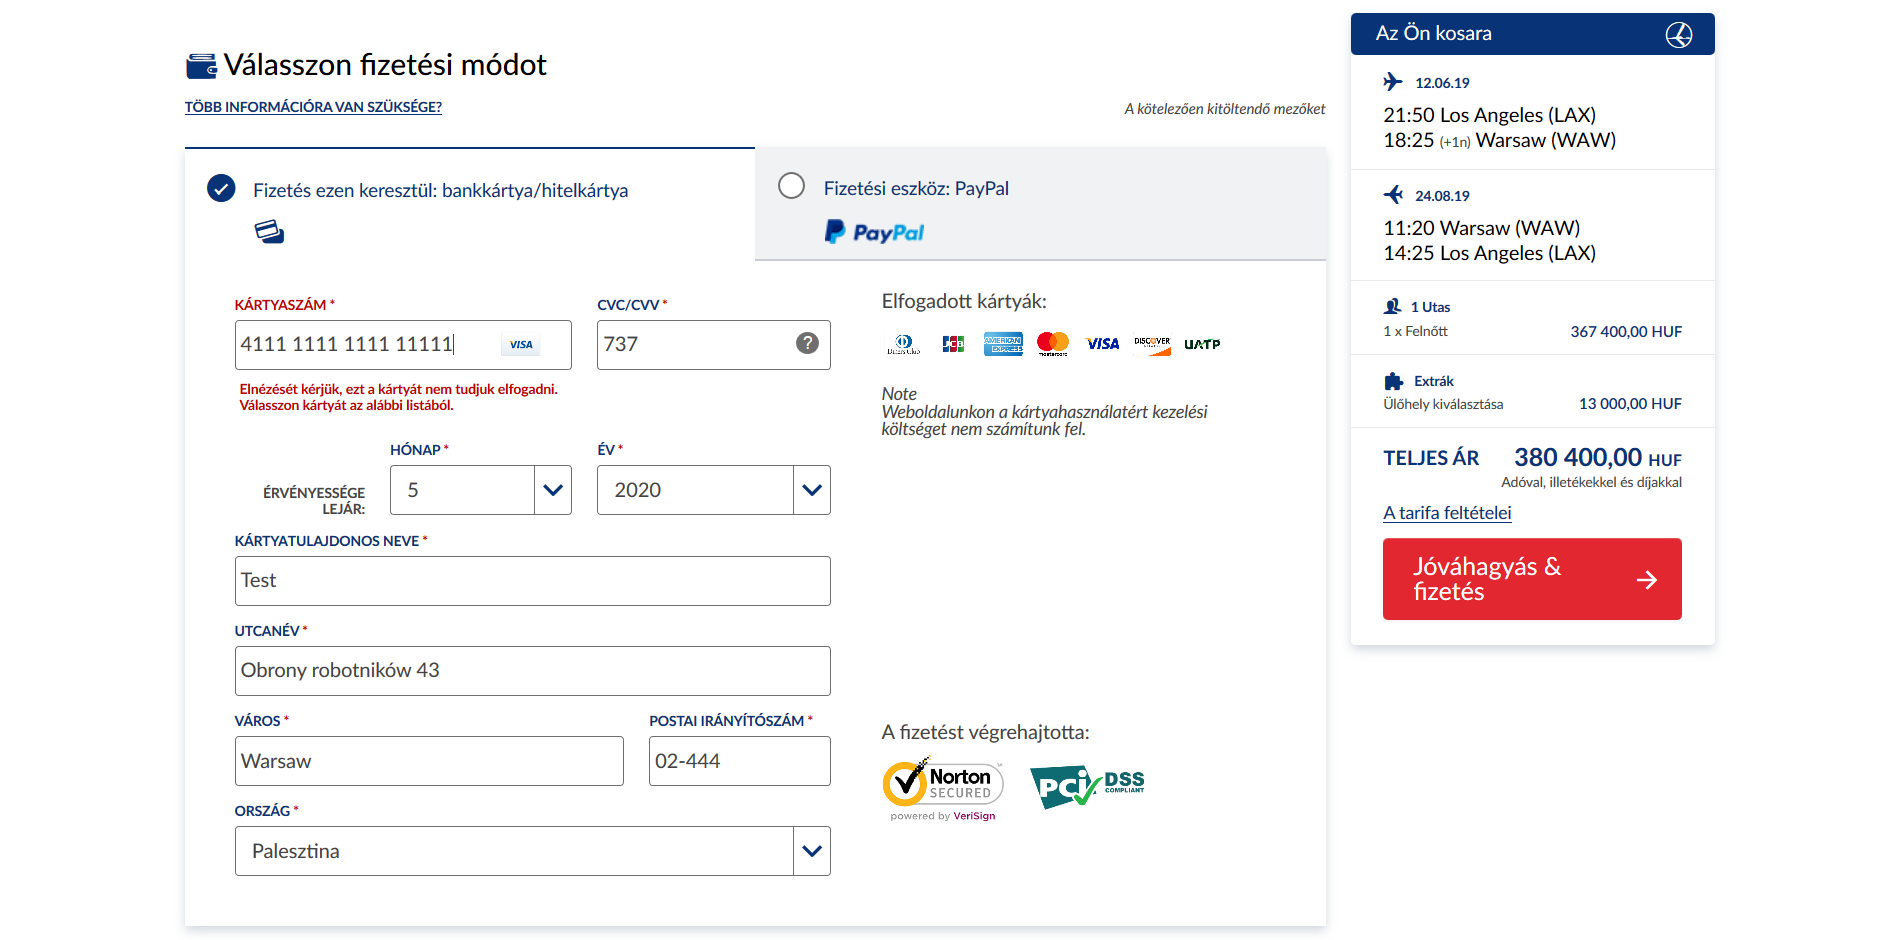 Válasszon fizetési módot
TÖBB INFORMÁCIÓRA VAN SZÜKSÉGE?
A kötelezően kitöltendő mezőket
Fizetés ezen keresztül: bankkártya/hitelkártya
Fizetési eszköz: PayPal
PayPal
KÁRTYASZÁM *
CVC/CVV *
4111 1111 1111 11111
VISA
737
?
Elnézését kérjük, ezt a kártyát nem tudjuk elfogadni.
Válasszon kártyát az alábbi listából.
HÓNAP *
ÉV *
ÉRVÉNYESSÉGE
LEJÁR:
5
2020
KÁRTYATULAJDONOS NEVE *
Test
UTCANÉV *
Obrony robotników 43
VÁROS *
POSTAI IRÁNYÍTÓSZÁM *
Warsaw
02-444
ORSZÁG *
Palesztina
Elfogadott kártyák:
Diners Club
JCB
AMERICAN
EXPRESS
mastercard
VISA
DISCOVER
UATP
Note
Weboldalunkon a kártyahasználatért kezelési
költséget nem számítunk fel.
A fizetést végrehajtotta:
Norton
SECURED
powered by VeriSign
PCi DSS
COMPLIANT
Az Ön kosara
12.06.19
21:50 Los Angeles (LAX)
18:25 (+1n) Warsaw (WAW)
24.08.19
11:20 Warsaw (WAW)
14:25 Los Angeles (LAX)
1 Utas
1 x Felnőtt 367 400,00 HUF
Extrák
Ülőhely kiválasztása 13 000,00 HUF
TELJES ÁR 380 400,00 HUF
Adóval, illetékekkel és díjakkal
A tarifa feltételei
Jóváhagyás &
fizetés